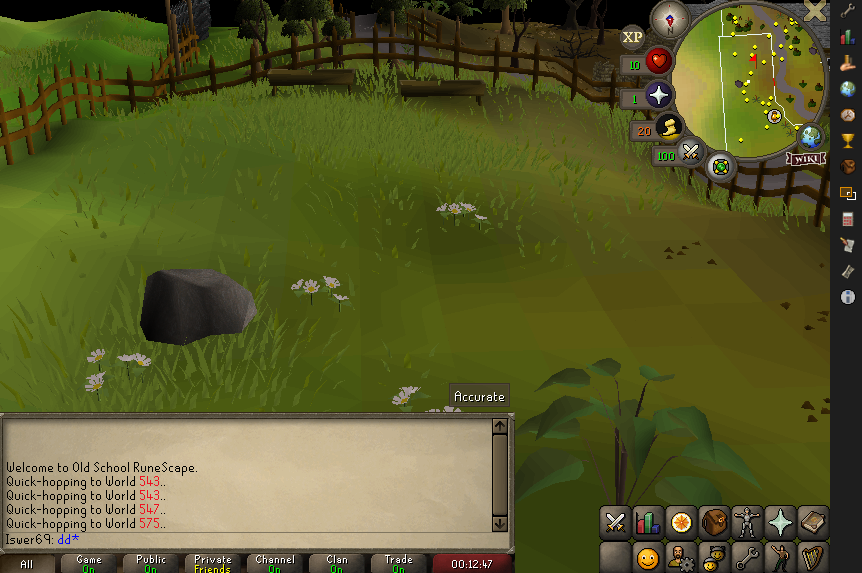 XP
N
10
1
20
100
WIKI
Accurate
Welcome to Old School RuneScape.
Quick-hopping to World 543..
Quick-hopping to World 543..
Quick-hopping to World 547..
Quick-hopping to World 575..
Iswer69: dd*
All
Game
On
Public
On
Private
Friends
Channel
On
Clan
On
Trade
On
00:12:47